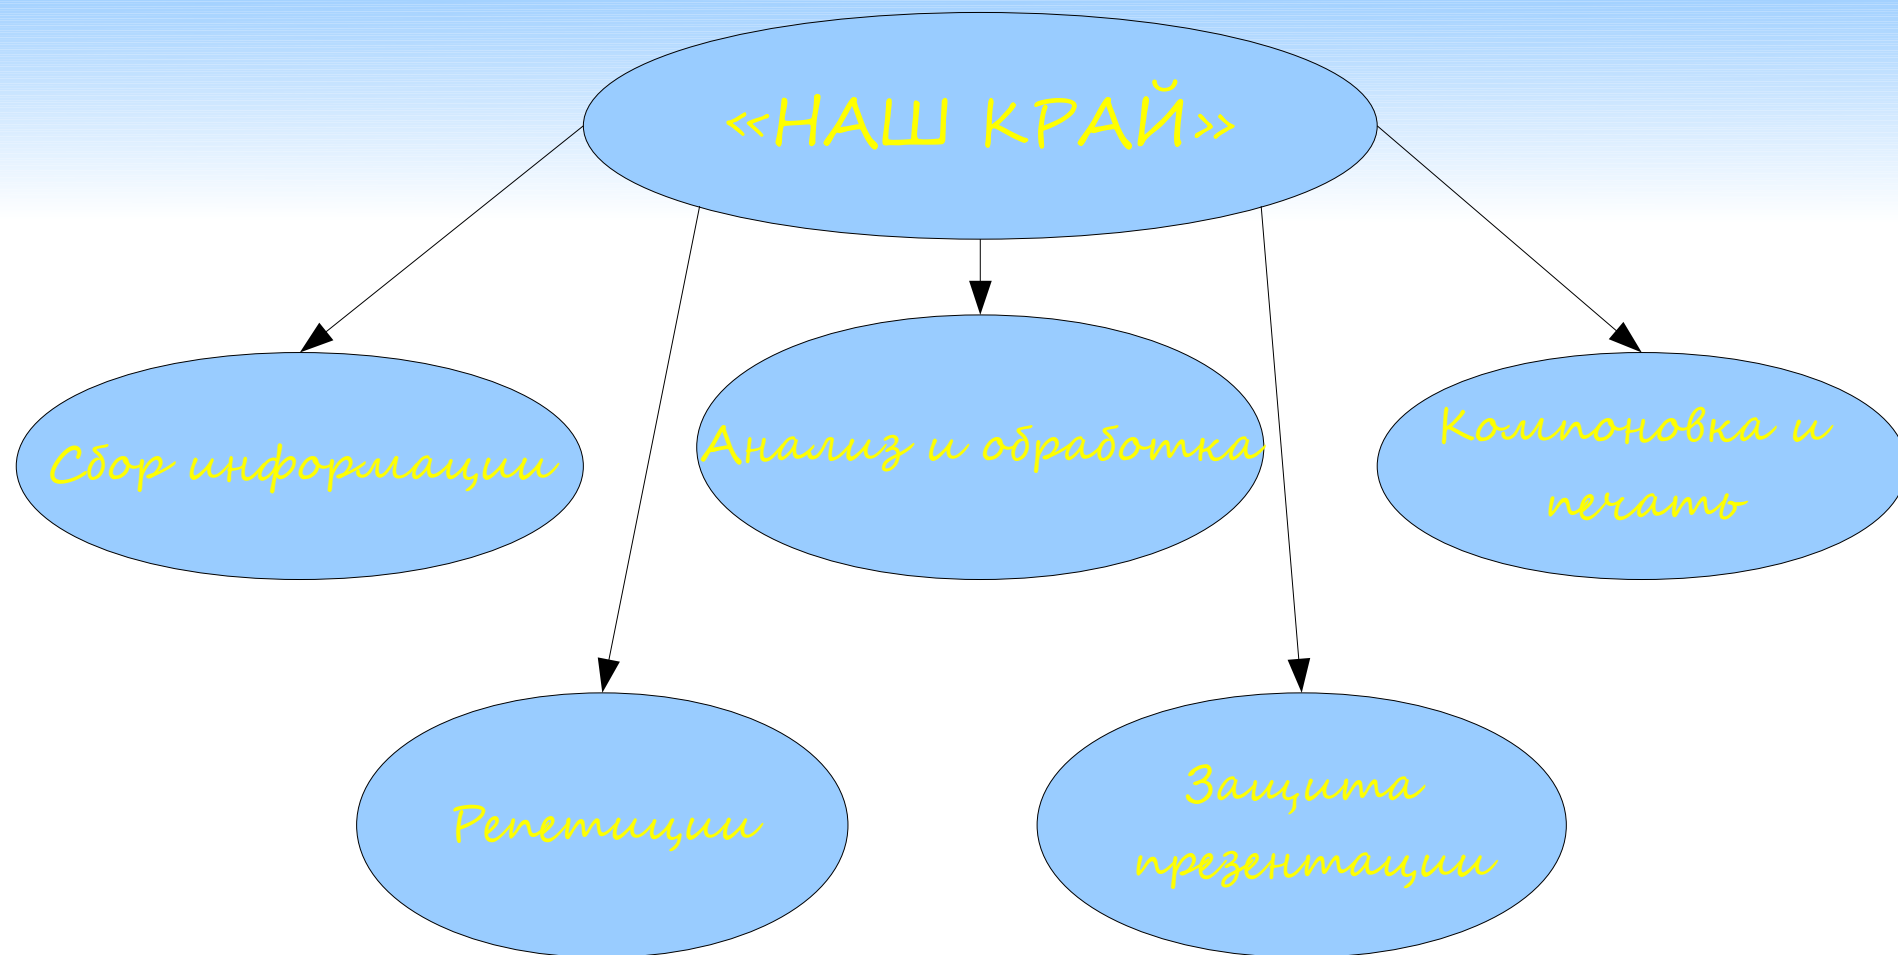 «НАШ КРАЙ»
Сбор информации
Анализ и обработка
Компоновка и
печать
Репетиции
Защита
презентации